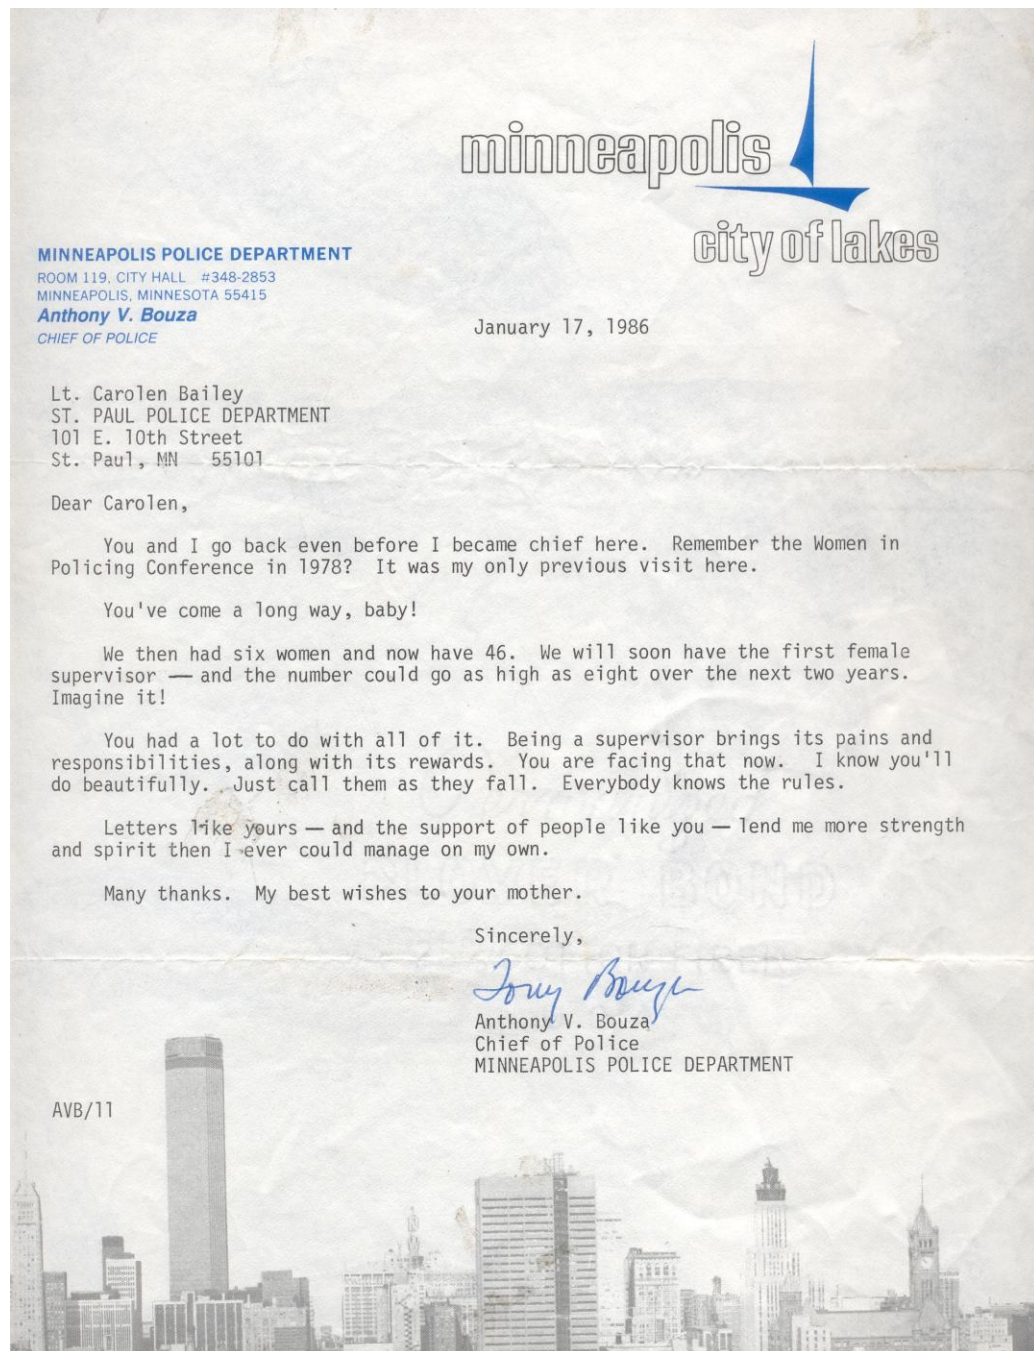 minneapolis
city of lakes
MINNEAPOLIS POLICE DEPARTMENT
ROOM 119, CITY HALL #348-2853
MINNEAPOLIS, MINNESOTA 55415
Anthony V. Bouza
CHIEF OF POLICE
January 17, 1986
Lt. Carolen Bailey
ST. PAUL POLICE DEPARTMENT
101 E. 10th Street
St. Paul, MN 55101
Dear Carolen,
You and I go back even before I became chief here. Remember the Women in
Policing Conference in 1978? It was my only previous visit here.
You've come a long way, baby!
We then had six women and now have 46. We will soon have the first female
supervisor — and the number could go as high as eight over the next two years.
Imagine it!
You had a lot to do with all of it. Being a supervisor brings its pains and
responsibilities, along with its rewards. You are facing that now. I know you'll
do beautifully. Just call them as they fall. Everybody knows the rules.
Letters like yours — and the support of people like you — lend me more strength
and spirit then I ever could manage on my own.
Many thanks. My best wishes to your mother.
Sincerely,
Tony Bouza
Anthony V. Bouza
Chief of Police
MINNEAPOLIS POLICE DEPARTMENT
AVB/11